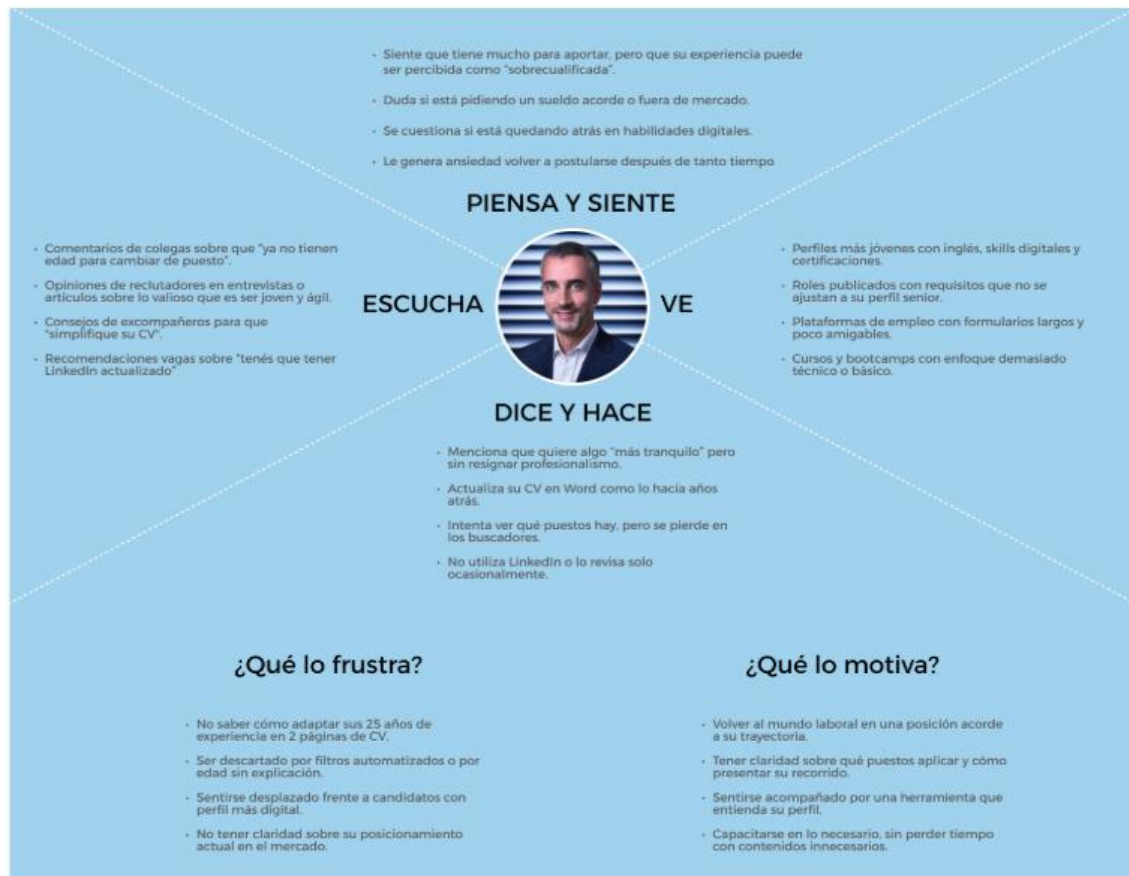 • Siente que tiene mucho para aportar, pero que su experiencia puede
ser percibida como "sobrecualificada".
• Duda si está pidiendo un sueldo acorde o fuera de mercado.
• Se cuestiona si está quedando atrás en habilidades digitales.
• Le genera ansiedad volver a postularse después de tanto tiempo
PIENSA Y SIENTE
• Comentarios de colegas sobre que "ya no tienen
edad para cambiar de puesto".
• Opiniones de reclutadores en entrevistas o
artículos sobre lo valioso que es ser joven y ágil.
• Consejos de excompañeros para que
"simplifique su CV".
• Recomendaciones vagas sobre "tenés que tener
LinkedIn actualizado"
ESCUCHA
VE
• Perfiles más jóvenes con inglés, skills digitales y
certificaciones.
• Roles publicados con requisitos que no se
ajustan a su perfil senior.
• Plataformas de empleo con formularios largos y
poco amigables.
• Cursos y bootcamps con enfoque demasiado
técnico o básico.
DICE Y HACE
• Menciona que quiere algo "más tranquilo" pero
sin resignar profesionalismo.
• Actualiza su CV en Word como lo hacía años
atrás.
• Intenta ver qué puestos hay, pero se pierde en
los buscadores.
• No utiliza LinkedIn o lo revisa solo
ocasionalmente.
¿Qué lo frustra?
• No saber cómo adaptar sus 25 años de
experiencia en 2 páginas de CV.
• Ser descartado por filtros automatizados o por
edad sin explicación.
• Sentirse desplazado frente a candidatos con
perfil más digital.
• No tener claridad sobre su posicionamiento
actual en el mercado.
¿Qué lo motiva?
• Volver al mundo laboral en una posición acorde
a su trayectoria.
• Tener claridad sobre qué puestos aplicar y cómo
presentar su recorrido.
• Sentirse acompañado por una herramienta que
entienda su perfil.
• Capacitarse en lo necesario, sin perder tiempo
con contenidos innecesarios.